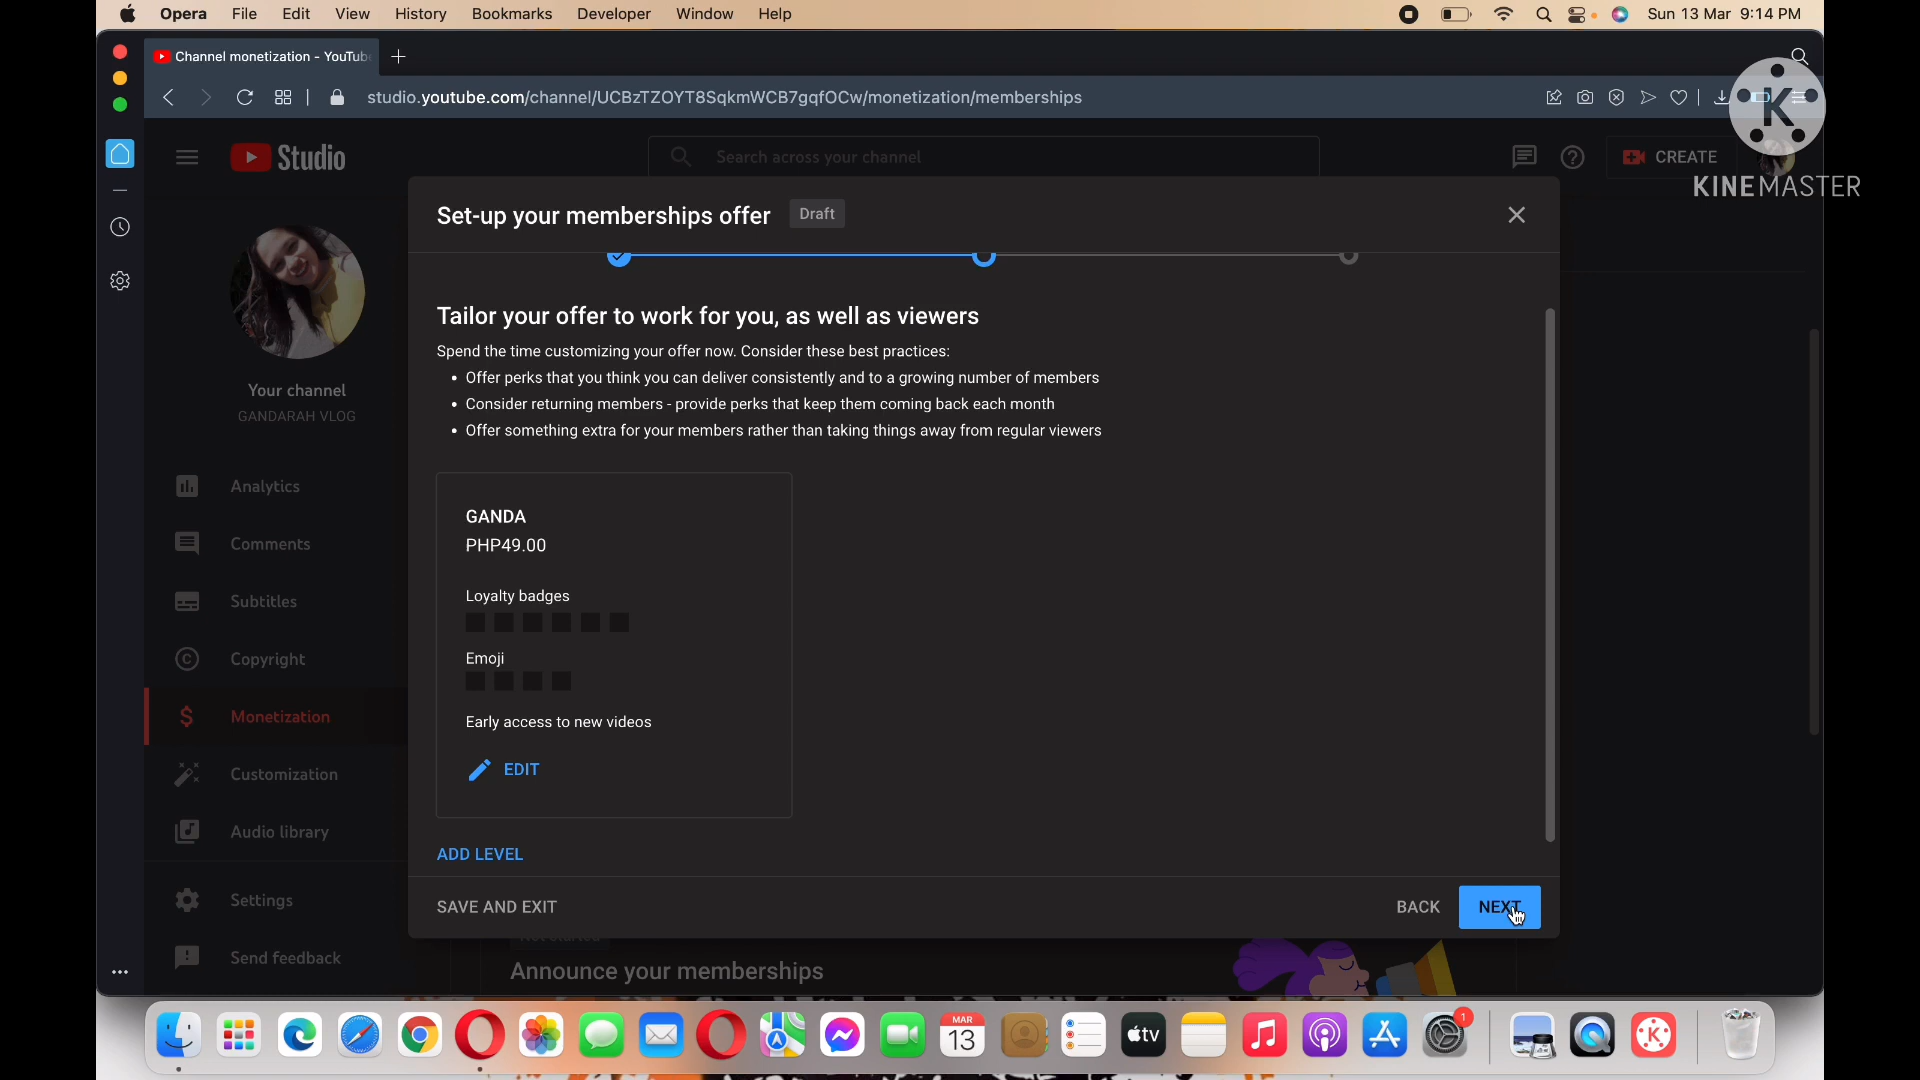 Opera File Edit View History Bookmarks Developer Window Help Sun 13 Mar 9:14 PM
Channel monetization - YouTub
studio.youtube.com/channel/UCBzTZOYT8SqkmWCB7gqfOCw/monetization/memberships
Studio
Search across your channel
CREATE
KINEMASTER
Set-up your memberships offer
Draft
Tailor your offer to work for you, as well as viewers
Spend the time customizing your offer now. Consider these best practices:
• Offer perks that you think you can deliver consistently and to a growing number of members
• Consider returning members - provide perks that keep them coming back each month
• Offer something extra for your members rather than taking things away from regular viewers
Your channel
GANDARAH VLOG
Analytics
Comments
Subtitles
Copyright
Monetization
Customization
Audio library
Settings
Send feedback
GANDA
PHP49.00
Loyalty badges
Emoji
Early access to new videos
EDIT
ADD LEVEL
SAVE AND EXIT
BACK
NEXT
Announce your memberships
MAR
13
tv
1